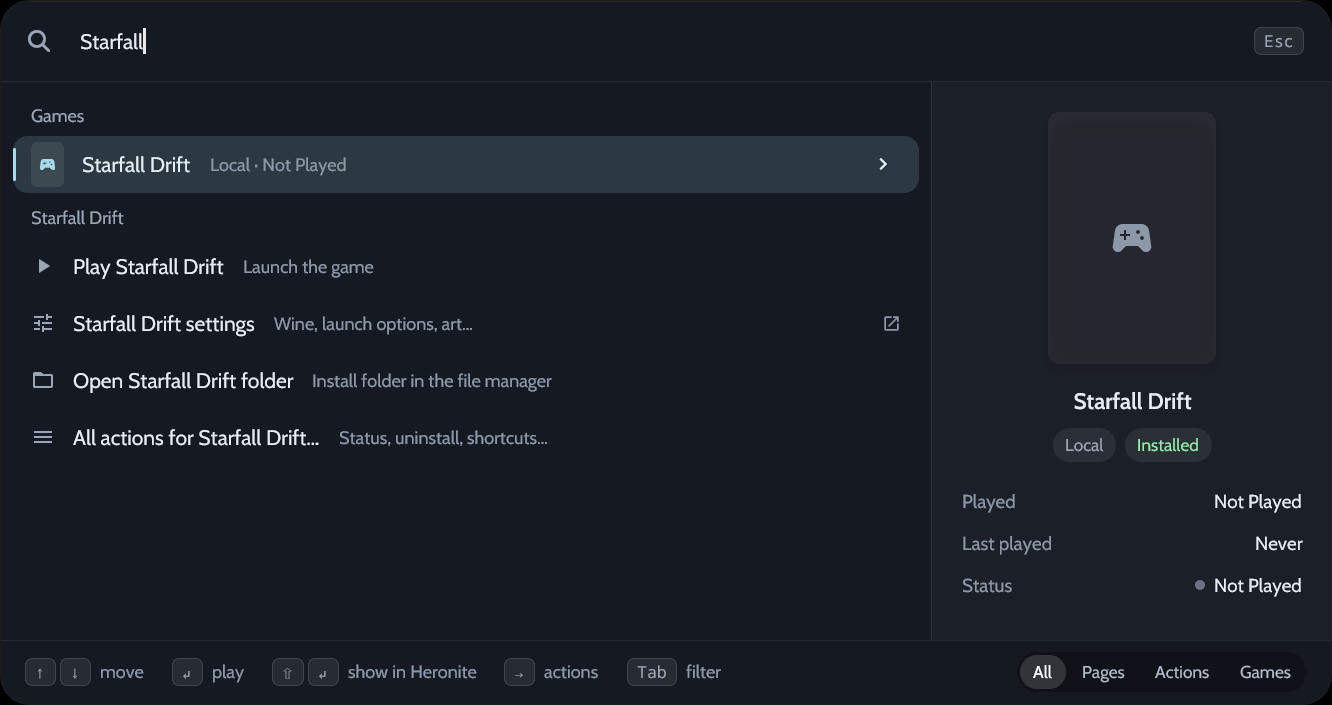 Starfall
Esc
Games
Starfall Drift Local · Not Played
Starfall Drift
Play Starfall Drift Launch the game
Starfall Drift settings Wine, launch options, art...
Open Starfall Drift folder Install folder in the file manager
All actions for Starfall Drift... Status, uninstall, shortcuts...
Starfall Drift
Local Installed
Played Not Played
Last played Never
Status Not Played
↑ ↓ move ↵ play ⇧ ↵ show in Heronite → actions Tab filter
All Pages Actions Games